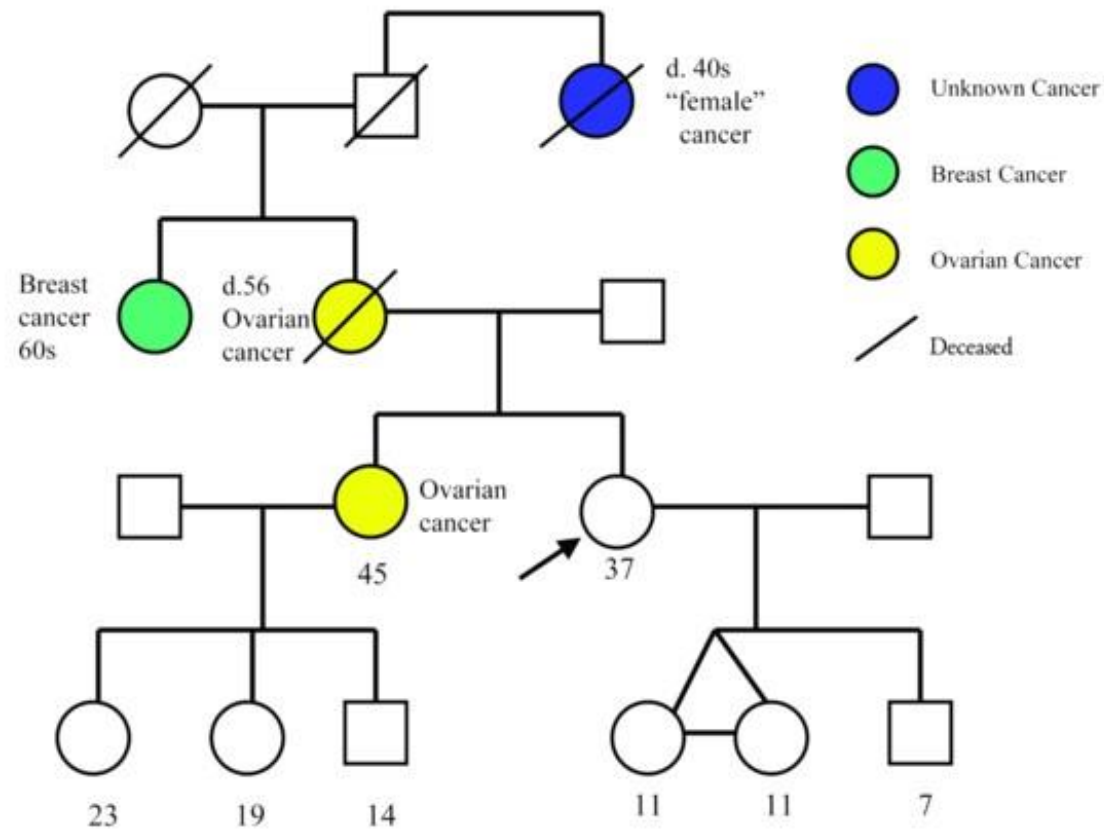 d. 40s
“female”
cancer
Unknown Cancer
Breast Cancer
Ovarian Cancer
Deceased
Breast
cancer
60s
d.56
Ovarian
cancer
Ovarian
cancer
45
37
23
19
14
11
11
7